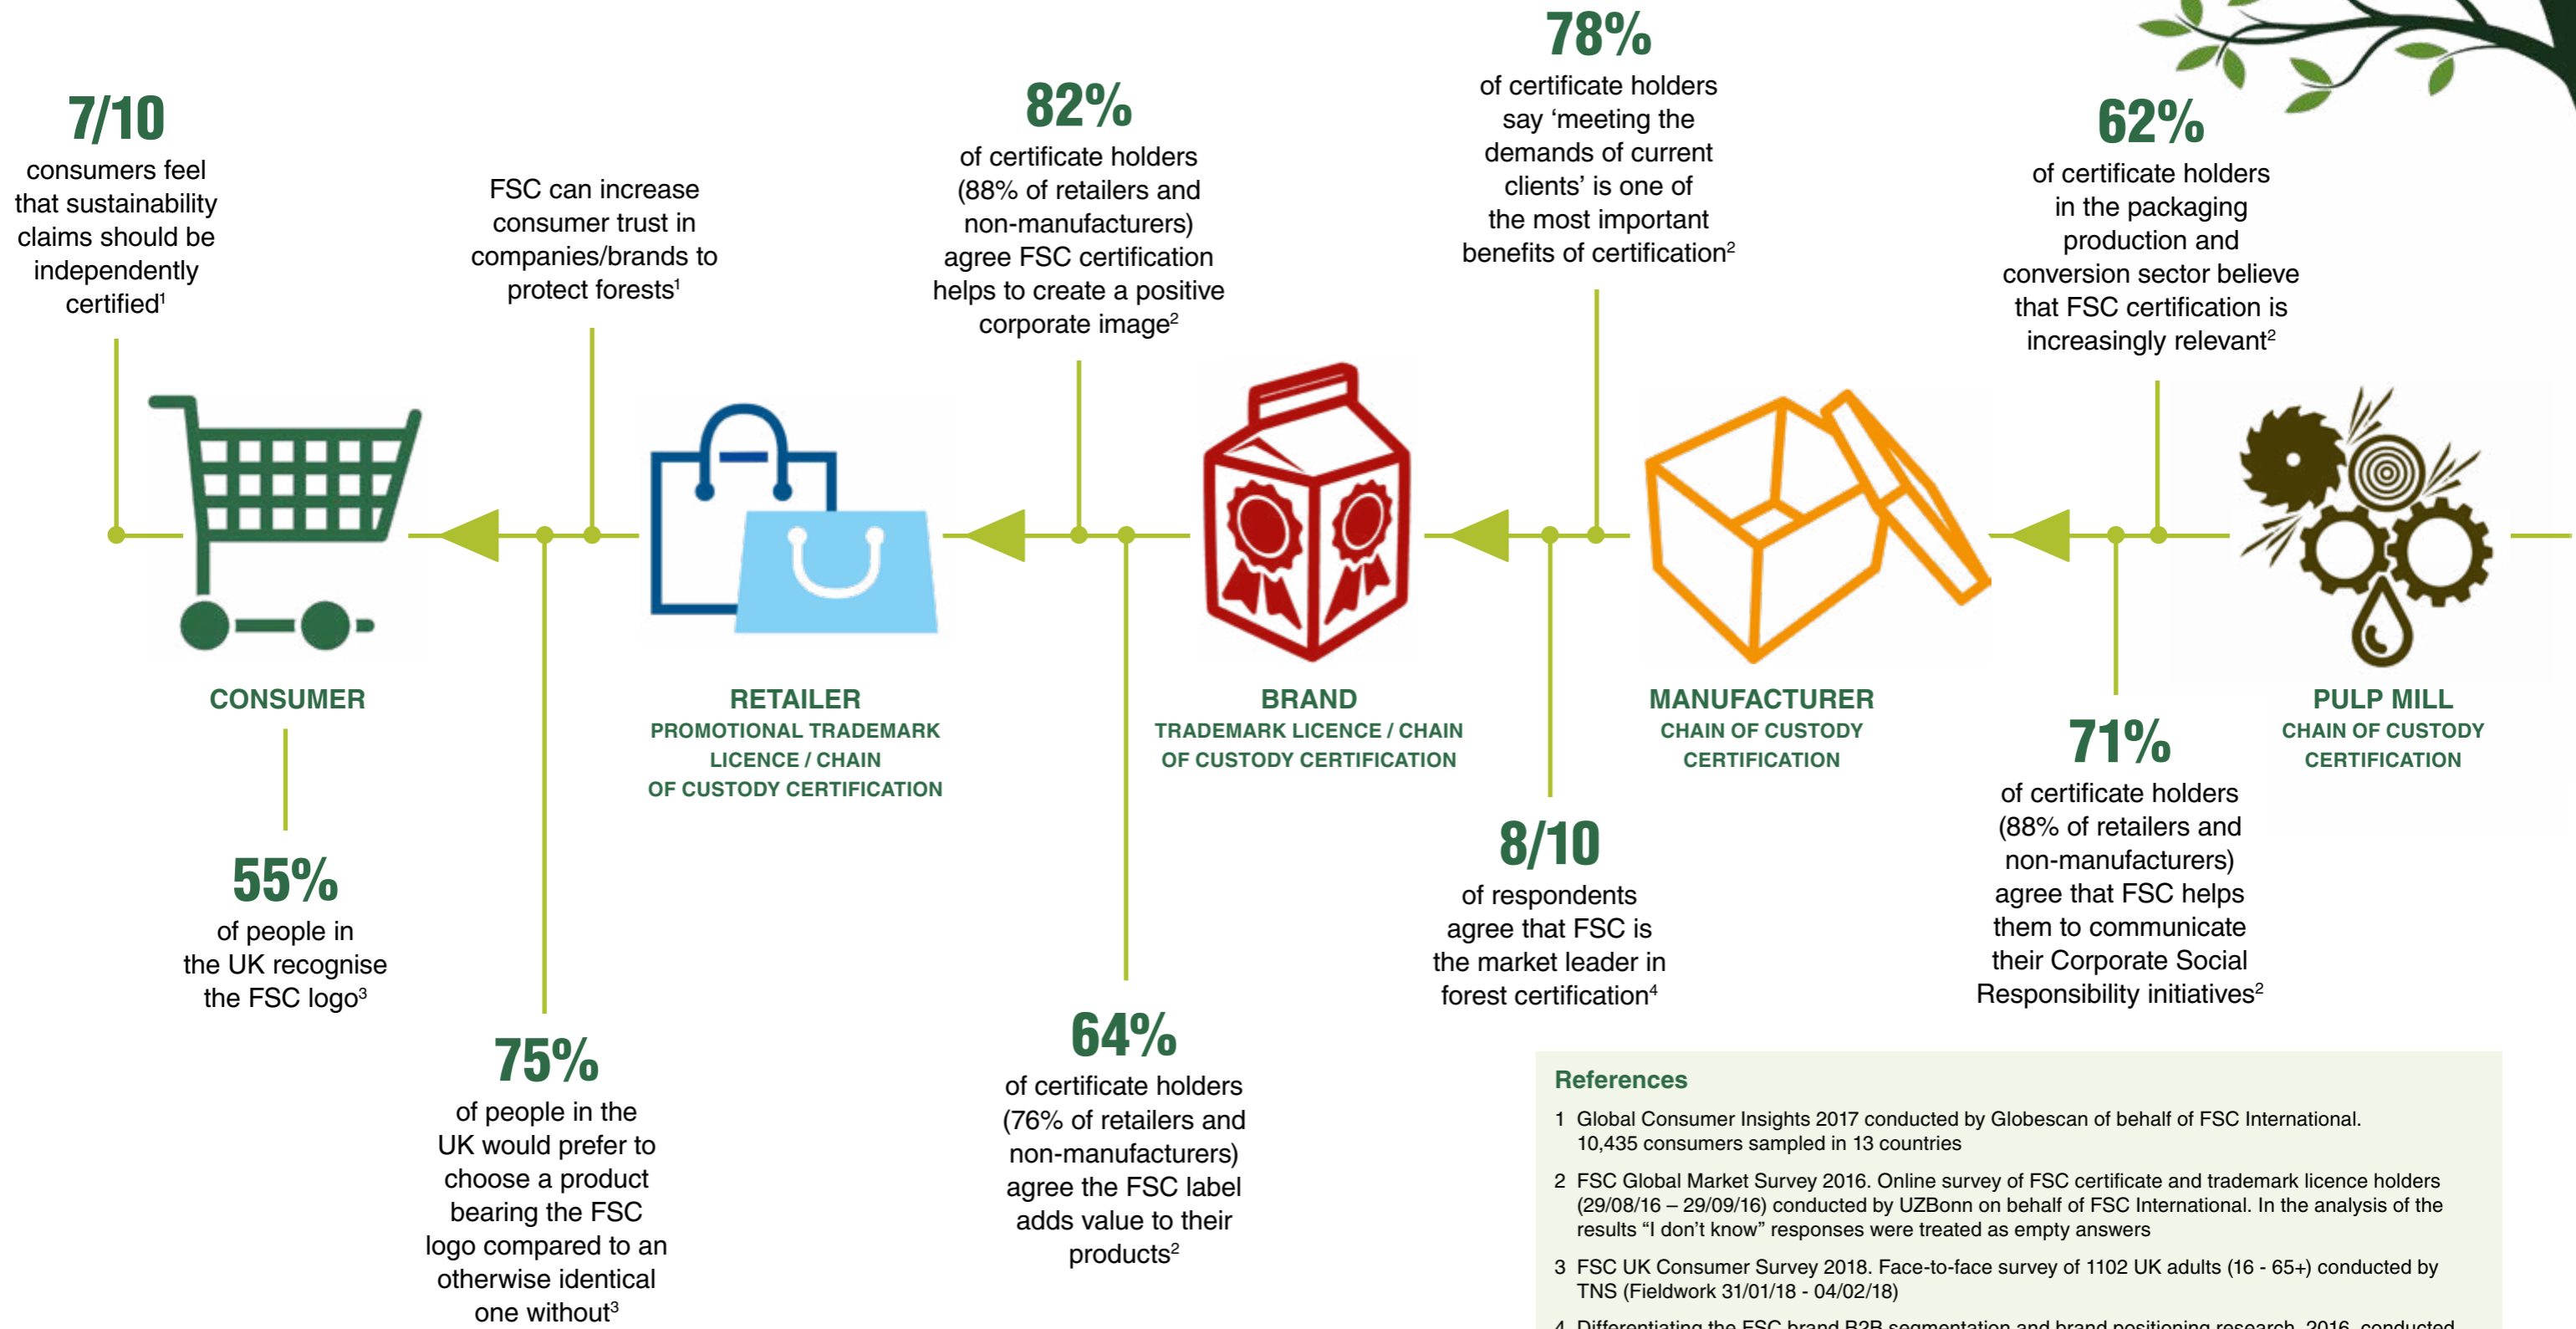 7/10
consumers feel
that sustainability
claims should be
independently
certified¹
FSC can increase
consumer trust in
companies/brands to
protect forests¹
82%
of certificate holders
(88% of retailers and
non-manufacturers)
agree FSC certification
helps to create a positive
corporate image²
78%
of certificate holders
say ‘meeting the
demands of current
clients’ is one of
the most important
benefits of certification²
62%
of certificate holders
in the packaging
production and
conversion sector believe
that FSC certification is
increasingly relevant²
CONSUMER
RETAILER
PROMOTIONAL TRADEMARK
LICENCE / CHAIN
OF CUSTODY CERTIFICATION
BRAND
TRADEMARK LICENCE / CHAIN
OF CUSTODY CERTIFICATION
MANUFACTURER
CHAIN OF CUSTODY
CERTIFICATION
PULP MILL
CHAIN OF CUSTODY
CERTIFICATION
55%
of people in
the UK recognise
the FSC logo³
75%
of people in the
UK would prefer to
choose a product
bearing the FSC
logo compared to an
otherwise identical
one without³
64%
of certificate holders
(76% of retailers and
non-manufacturers)
agree the FSC label
adds value to their
products²
8/10
of respondents
agree that FSC is
the market leader in
forest certification⁴
71%
of certificate holders
(88% of retailers and
non-manufacturers)
agree that FSC helps
them to communicate
their Corporate Social
Responsibility initiatives²
References
1 Global Consumer Insights 2017 conducted by Globescan of behalf of FSC International.
10,435 consumers sampled in 13 countries
2 FSC Global Market Survey 2016. Online survey of FSC certificate and trademark licence holders
(29/08/16 – 29/09/16) conducted by UZBonn on behalf of FSC International. In the analysis of the
results “I don’t know” responses were treated as empty answers
3 FSC UK Consumer Survey 2018. Face-to-face survey of 1102 UK adults (16 - 65+) conducted by
TNS (Fieldwork 31/01/18 - 04/02/18)
4 Differentiating the FSC brand B2B segmentation and brand positioning research, 2016, conducted